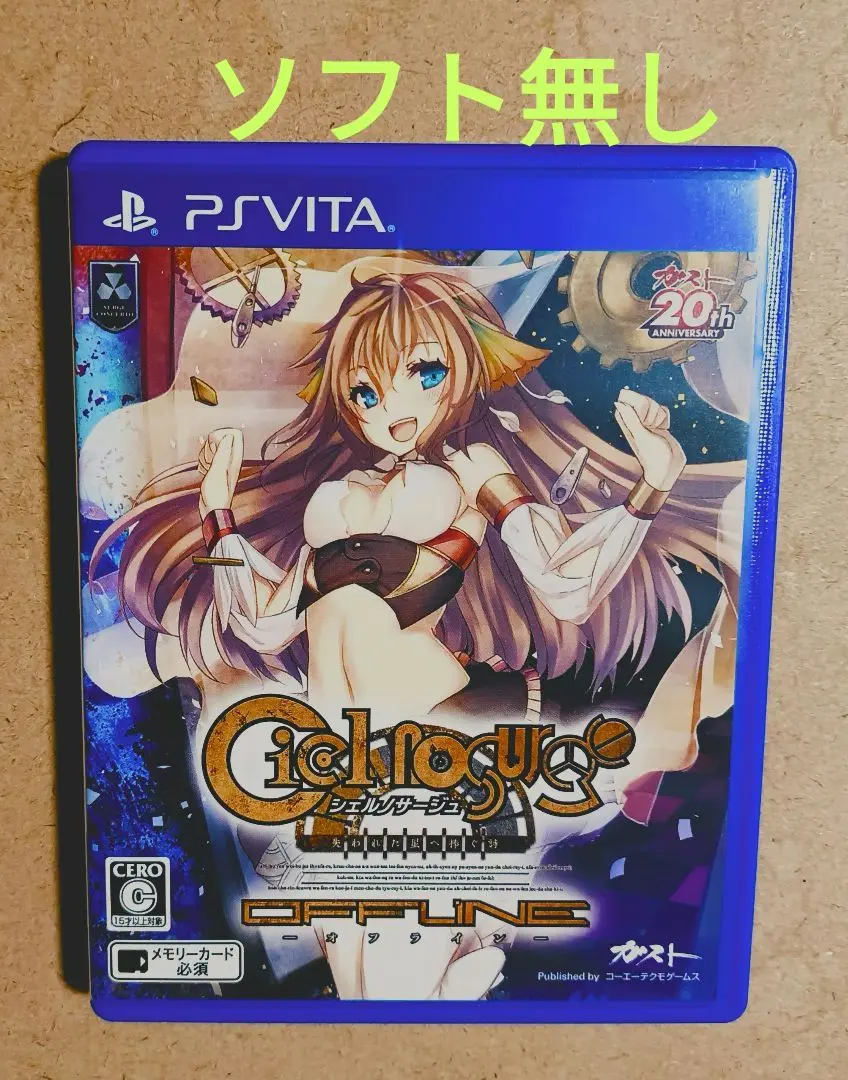 ソフト無し
PSVITA
SURGE
CONCERTO
ガスト
20th
ANNIVERSARY
Ciel nosurge
シェルノサージュ
失われた星へ捧ぐ詩
OFFLINE
ーオフラインー
CERO
C
15才以上対象
メモリーカード
必須
ガスト
Published by コーエーテクモゲームス